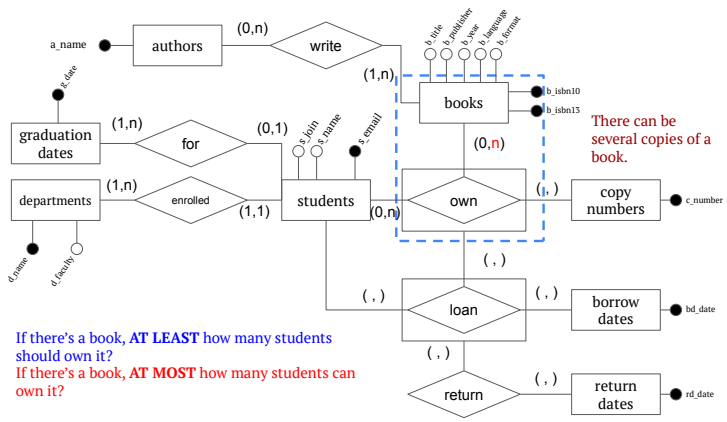 a_name
authors
(0,n)
write
(1,n)
b_title
b_publisher
b_year
b_language
b_format
books
b_isbn10
b_isbn13
There can be
several copies of a
book.
g_date
graduation
dates
(1,n)
for
(0,1)
s_join
s_name
s_email
(0,n)
departments
(1,n)
enrolled
(1,1)
students
(0,n)
own
( , )
copy
numbers
c_number
d_name
d_faculty
( , )
( , )
loan
( , )
borrow
dates
bd_date
If there's a book, AT LEAST how many students
should own it?
If there's a book, AT MOST how many students can
own it?
( , )
return
( , )
return
dates
rd_date